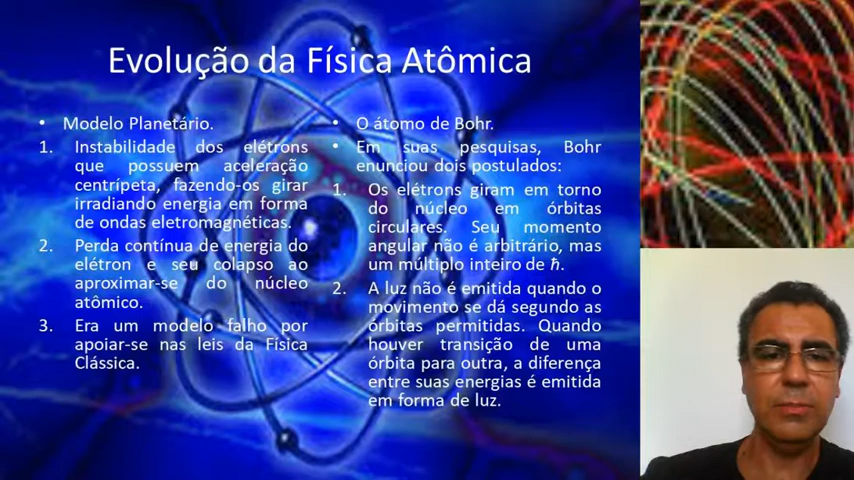 Evolução da Física Atômica
• Modelo Planetário.
1. Instabilidade dos elétrons
que possuem aceleração
centrípeta, fazendo-os girar
irradiando energia em forma
de ondas eletromagnéticas.
2. Perda contínua de energia do
elétron e seu colapso ao
aproximar-se do núcleo
atômico.
3. Era um modelo falho por
apoiar-se nas leis da Física
Clássica.
• O átomo de Bohr.
• Em suas pesquisas, Bohr
enunciou dois postulados:
1. Os elétrons giram em torno
do núcleo em órbitas
circulares. Seu momento
angular não é arbitrário, mas
um múltiplo inteiro de ℏ.
2. A luz não é emitida quando o
movimento se dá segundo as
órbitas permitidas. Quando
houver transição de uma
órbita para outra, a diferença
entre suas energias é emitida
em forma de luz.